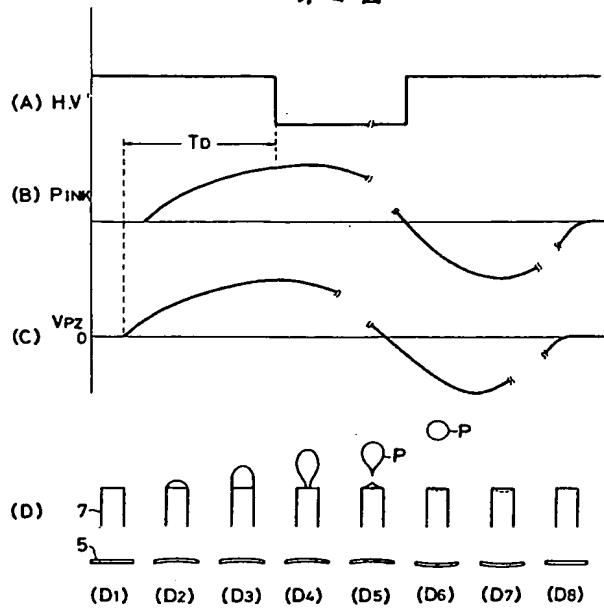 (A) H.V
TD
(B) PINK
(C) VPZ
0
P
P
(D) 7
5
(D1) (D2) (D3) (D4) (D5) (D6) (D7) (D8)